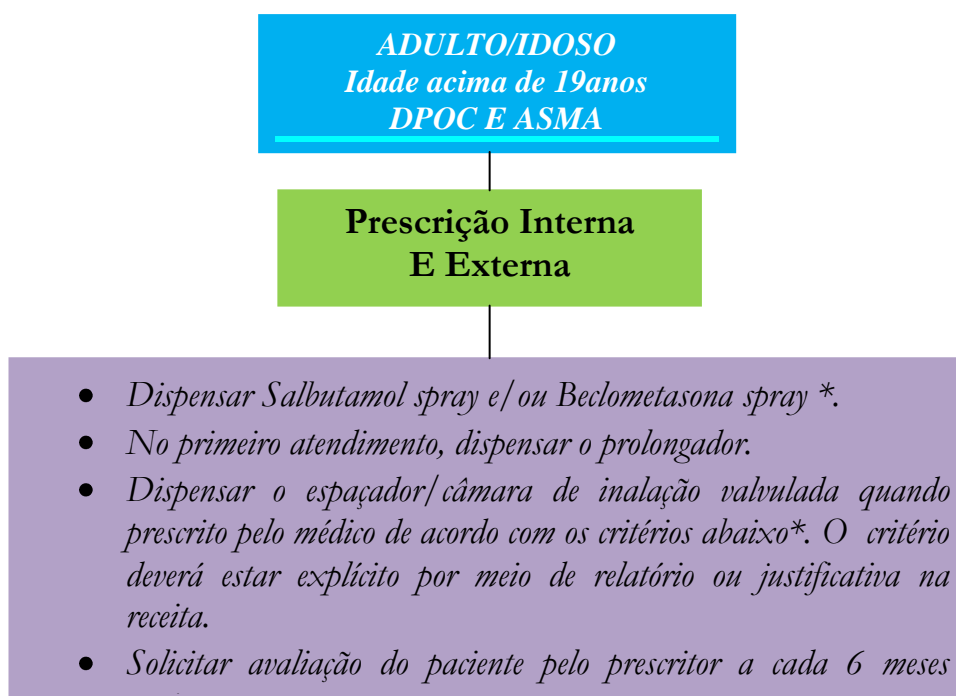 ADULTO/IDOSO
Idade acima de 19anos
DPOC E ASMA
Prescrição Interna
E Externa
• Dispensar Salbutamol spray e/ou Beclometasona spray *.
• No primeiro atendimento, dispensar o prolongador.
• Dispensar o espaçador/câmara de inalação valvulada quando
prescrito pelo médico de acordo com os critérios abaixo*. O critério
deverá estar explícito por meio de relatório ou justificativa na
receita.
• Solicitar avaliação do paciente pelo prescritor a cada 6 meses